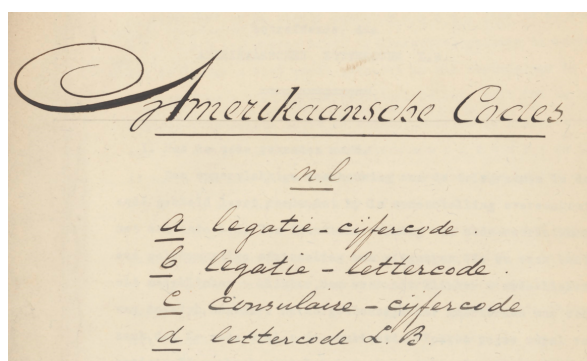 Amerikaansche Codes.
n.l.
a legatie-cijfercode.
b legatie-lettercode.
c consulaire-cijfercode
d lettercode L.B.